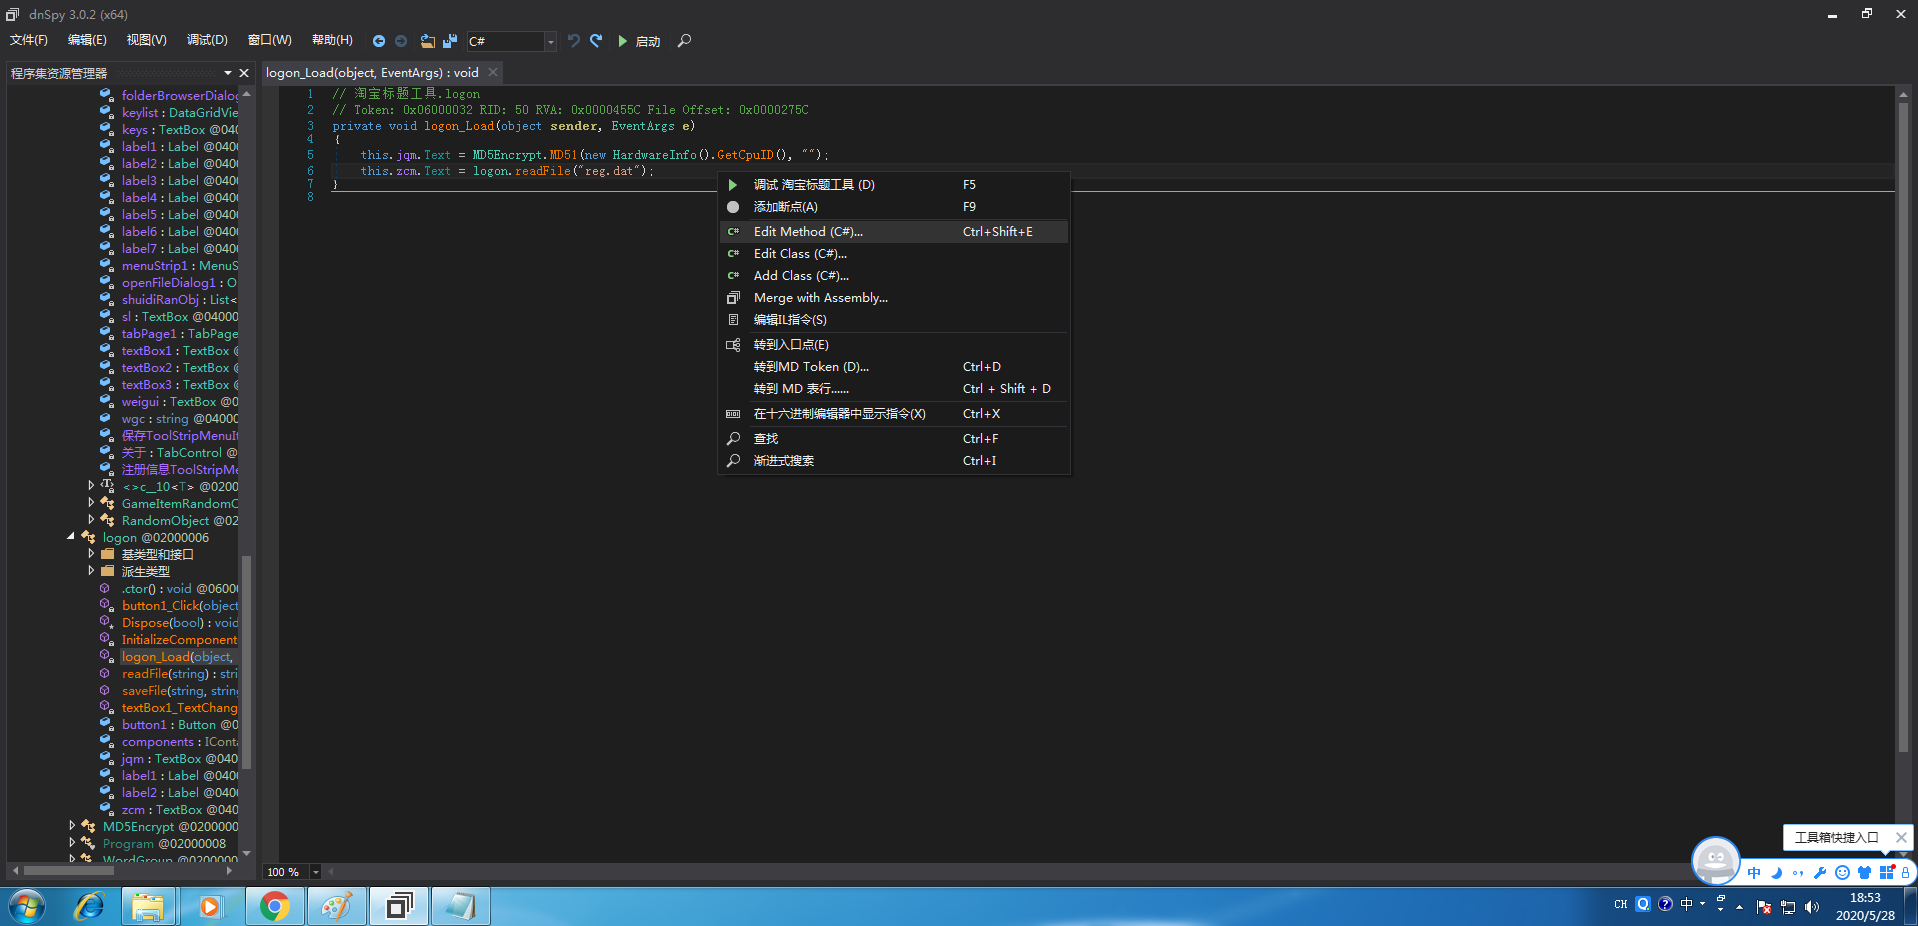 dnSpy 3.0.2 (x64)
文件(F) 编辑(E) 视图(V) 调试(D) 窗口(W) 帮助(H) C# 启动
程序集资源管理器
logon_Load(object, EventArgs) : void
folderBrowserDialog
keylist : DataGridVie
keys : TextBox @040
label1 : Label @0400
label2 : Label @0400
label3 : Label @0400
label4 : Label @0400
label5 : Label @0400
label6 : Label @0400
label7 : Label @0400
menuStrip1 : MenuS
openFileDialog1 : O
shuidiRanObj : List<
sl : TextBox @04000
tabPage1 : TabPage
textBox1 : TextBox @
textBox2 : TextBox @
textBox3 : TextBox @
weigui : TextBox @0
wgc : string @04000
保存ToolStripMenuIt
关于 : TabControl @
注册信息ToolStripMe
<>c__10<T> @0200
GameItemRandomC
RandomObject @02
logon @02000006
基类型和接口
派生类型
.ctor() : void @0600
button1_Click(object
Dispose(bool) : void
InitializeComponent
logon_Load(object,
readFile(string) : stri
saveFile(string, string
textBox1_TextChang
button1 : Button @0
components : IConta
jqm : TextBox @040
label1 : Label @0400
label2 : Label @0400
zcm : TextBox @040
MD5Encrypt @0200000
Program @02000008
WordGroup @0200000
1 // 淘宝标题工具.logon
2 // Token: 0x06000032 RID: 50 RVA: 0x0000455C File Offset: 0x0000275C
3 private void logon_Load(object sender, EventArgs e)
4 {
5 this.jqm.Text = MD5Encrypt.MD51(new HardwareInfo().GetCpuID(), "");
6 this.zcm.Text = logon.readFile("reg.dat");
7 }
8
调试 淘宝标题工具 (D) F5
添加断点(A) F9
C# Edit Method (C#)... Ctrl+Shift+E
C# Edit Class (C#)...
C# Add Class (C#)...
Merge with Assembly...
编辑IL指令(S)
转到入口点(E)
转到MD Token (D)... Ctrl+D
转到 MD 表行...... Ctrl + Shift + D
在十六进制编辑器中显示指令(X) Ctrl+X
查找 Ctrl+F
渐进式搜索 Ctrl+I
100 %
工具箱快捷入口
中
CH 中
18:53
2020/5/28